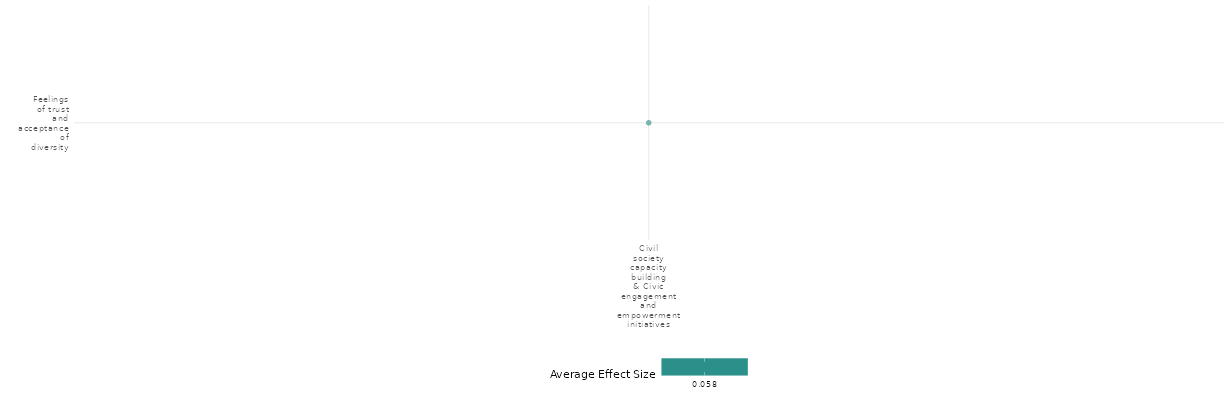 Feelings
of trust
and
acceptance
of
diversity
Civil
society
capacity
building
& Civic
engagement
and
empowerment
initiatives
Average Effect Size
0.058